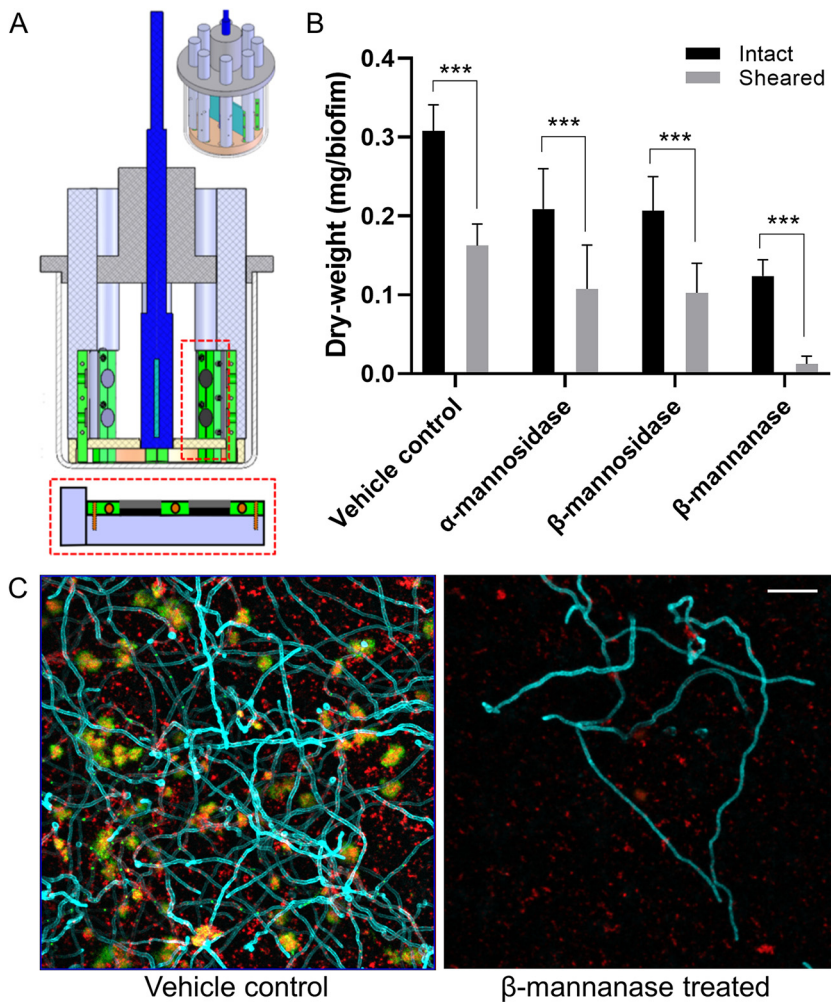 A
B
Dry-weight (mg/biofim)
0.4
0.3
0.2
0.1
0.0
Intact
Sheared
***
***
***
***
Vehicle control
α-mannosidase
β-mannosidase
β-mannanase
C
Vehicle control
β-mannanase treated